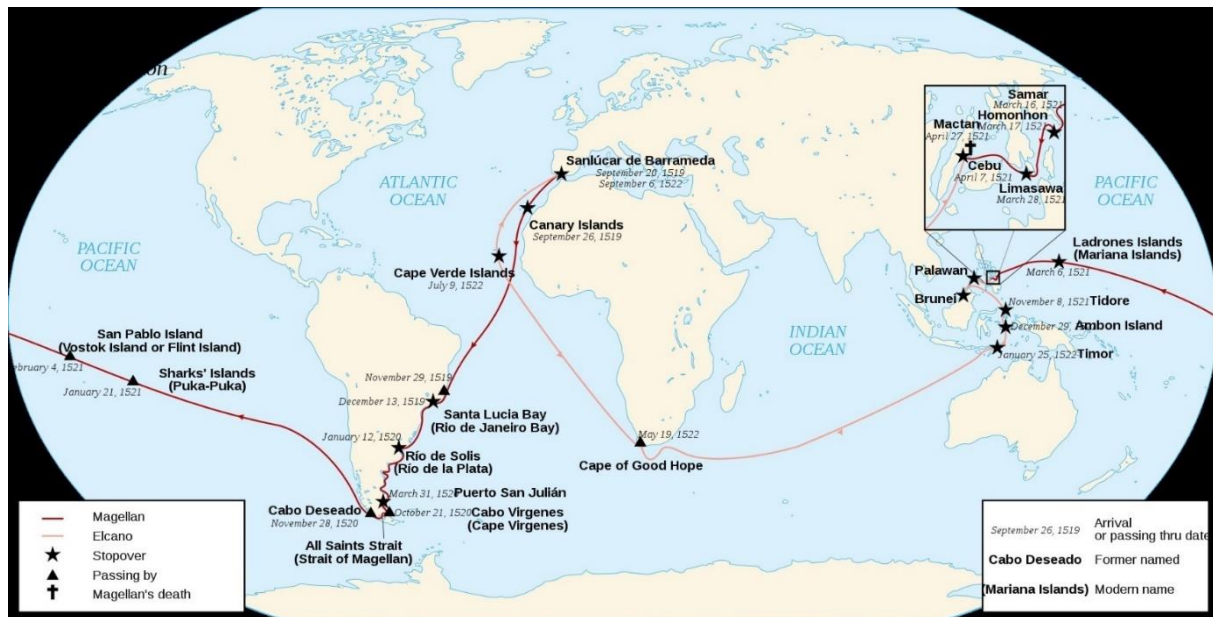 on
ATLANTIC
OCEAN
PACIFIC
OCEAN
INDIAN
OCEAN
PACIFIC
OCEAN
Sanlúcar de Barrameda
September 20, 1519
September 6, 1522
Canary Islands
September 26, 1519
Cape Verde Islands
July 9, 1522
November 29, 1519
December 13, 1519
Santa Lucia Bay
(Rio de Janeiro Bay)
January 12, 1520
Río de Solis
(Río de la Plata)
March 31, 152
Puerto San Julián
October 21, 1520
Cabo Virgenes
(Cape Virgenes)
Cabo Deseado
November 28, 1520
All Saints Strait
(Strait of Magellan)
San Pablo Island
(Vostok Island or Flint Island)
ebruary 4, 1521
Sharks' Islands
(Puka-Puka)
January 21, 1521
Samar
March 16, 1521
Homonhon
March 17, 1521
Mactan
April 27, 1521
Cebu
April 7, 1521
Limasawa
March 28, 1521
Ladrones Islands
(Mariana Islands)
March 6, 1521
Palawan
Brunei
November 8, 1521 Tidore
December 29, Ambon Island
January 25, 1522 Timor
May 19, 1522
Cape of Good Hope
Magellan
Elcano
Stopover
Passing by
Magellan's death
September 26, 1519 Arrival
or passing thru date
Cabo Deseado Former named
(Mariana Islands) Modern name